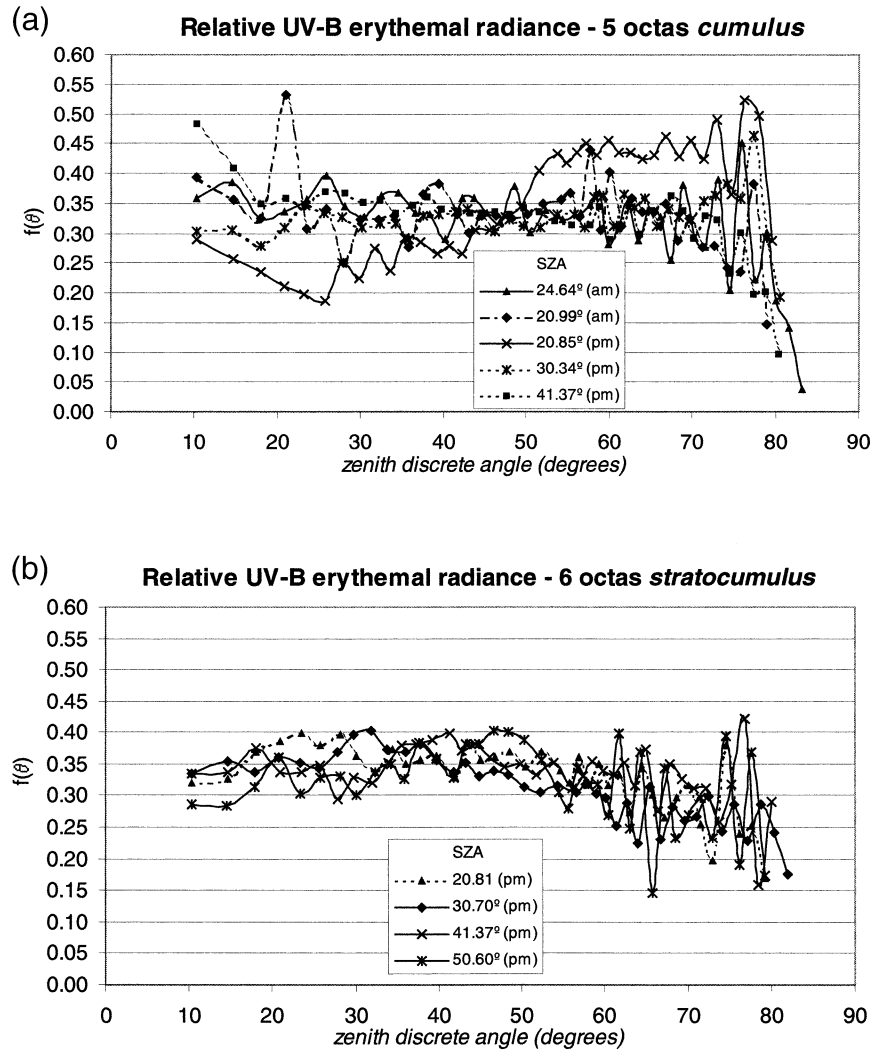 (a)
Relative UV-B erythemal radiance - 5 octas cumulus
0.60
0.55
0.50
0.45
0.40
0.35
0.30
0.25
0.20
0.15
0.10
0.05
0.00
f(θ)
SZA
24.64º (am)
20.99º (am)
20.85º (pm)
30.34º (pm)
41.37º (pm)
0 10 20 30 40 50 60 70 80 90
zenith discrete angle (degrees)
(b)
Relative UV-B erythemal radiance - 6 octas stratocumulus
0.60
0.55
0.50
0.45
0.40
0.35
0.30
0.25
0.20
0.15
0.10
0.05
0.00
f(θ)
SZA
20.81 (pm)
30.70º (pm)
41.37º (pm)
50.60º (pm)
0 10 20 30 40 50 60 70 80 90
zenith discrete angle (degrees)